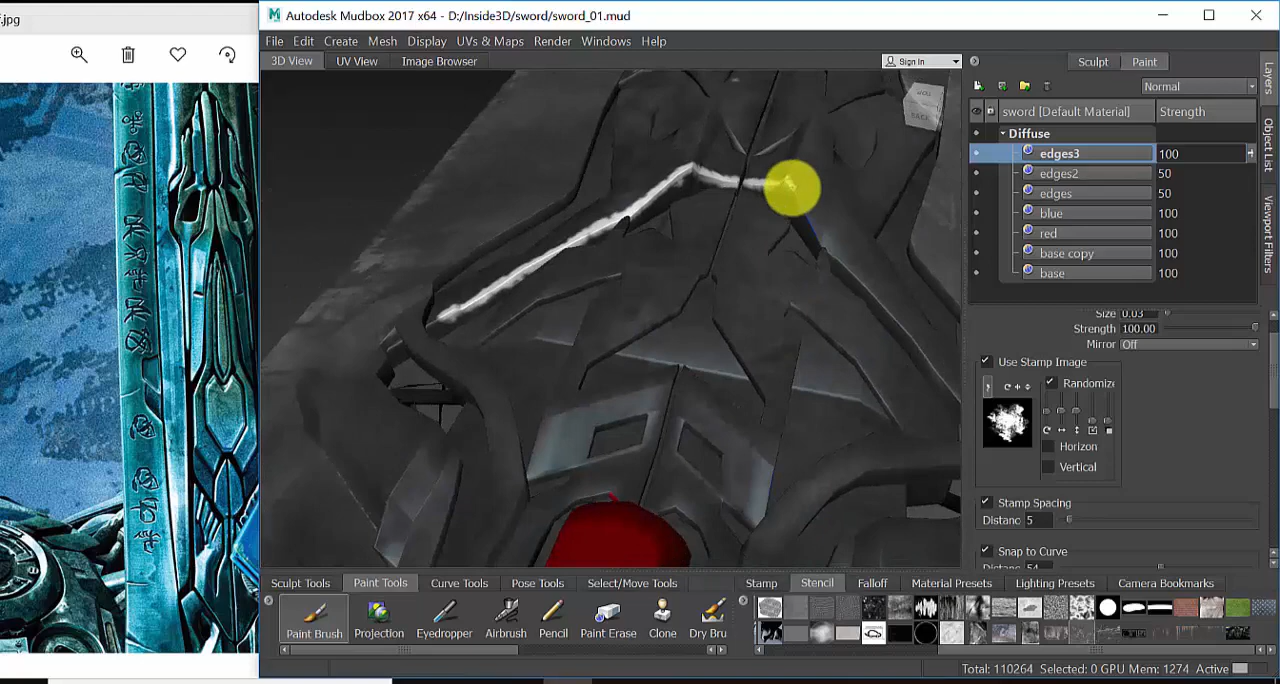 .jpg
Autodesk Mudbox 2017 x64 - D:/Inside3D/sword/sword_01.mud
File Edit Create Mesh Display UVs & Maps Render Windows Help
3D View UV View Image Browser
Sign In
Sculpt Paint
Normal
sword [Default Material] Strength
Diffuse
edges3 100
edges2 50
edges 50
blue 100
red 100
base copy 100
base 100
Size 0.03
Strength 100.00
Mirror Off
Use Stamp Image
Randomize
Horizon
Vertical
Stamp Spacing
Distanc 5
Snap to Curve
Distanc 54
Layers
Object List
Viewport Filters
BACK
Sculpt Tools Paint Tools Curve Tools Pose Tools Select/Move Tools
Stamp Stencil Falloff Material Presets Lighting Presets Camera Bookmarks
Paint Brush Projection Eyedropper Airbrush Pencil Paint Erase Clone Dry Bru
Total: 110264 Selected: 0 GPU Mem: 1274 Active